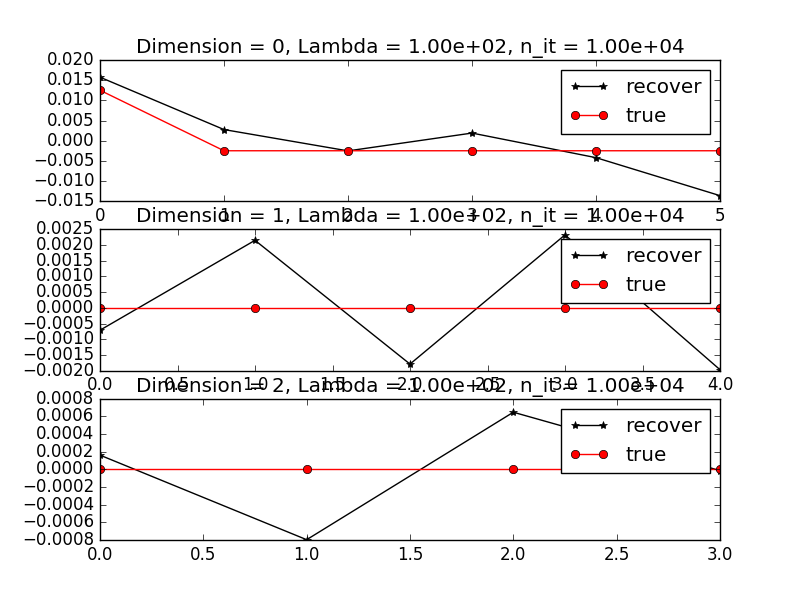 Dimension = 0, Lambda = 1.00e+02, n_it = 1.00e+04
0.020
0.015
0.010
0.005
0.000
−0.005
−0.010
−0.015
recover
true
0 1 2 3 4 5
Dimension = 1, Lambda = 1.00e+02, n_it = 1.00e+04
0.0025
0.0020
0.0015
0.0010
0.0005
0.0000
−0.0005
−0.0010
−0.0015
−0.0020
recover
true
0.0 0.5 1.0 1.5 2.0 2.5 3.0 3.5 4.0
Dimension = 2, Lambda = 1.00e+02, n_it = 1.00e+04
0.0008
0.0006
0.0004
0.0002
0.0000
−0.0002
−0.0004
−0.0006
−0.0008
recover
true
0.0 0.5 1.0 1.5 2.0 2.5 3.0